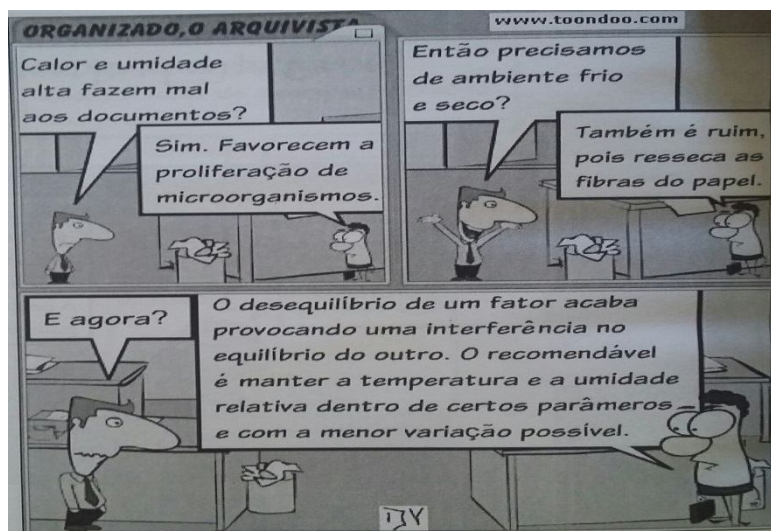 ORGANIZADO, O ARQUIVISTA
www.toondoo.com
Calor e umidade
alta fazem mal
aos documentos?
Sim. Favorecem a
proliferação de
microorganismos.
Então precisamos
de ambiente frio
e seco?
Também é ruim,
pois resseca as
fibras do papel.
E agora?
O desequilíbrio de um fator acaba
provocando uma interferência no
equilíbrio do outro. O recomendável
é manter a temperatura e a umidade
relativa dentro de certos parâmeros
e com a menor variação possível.